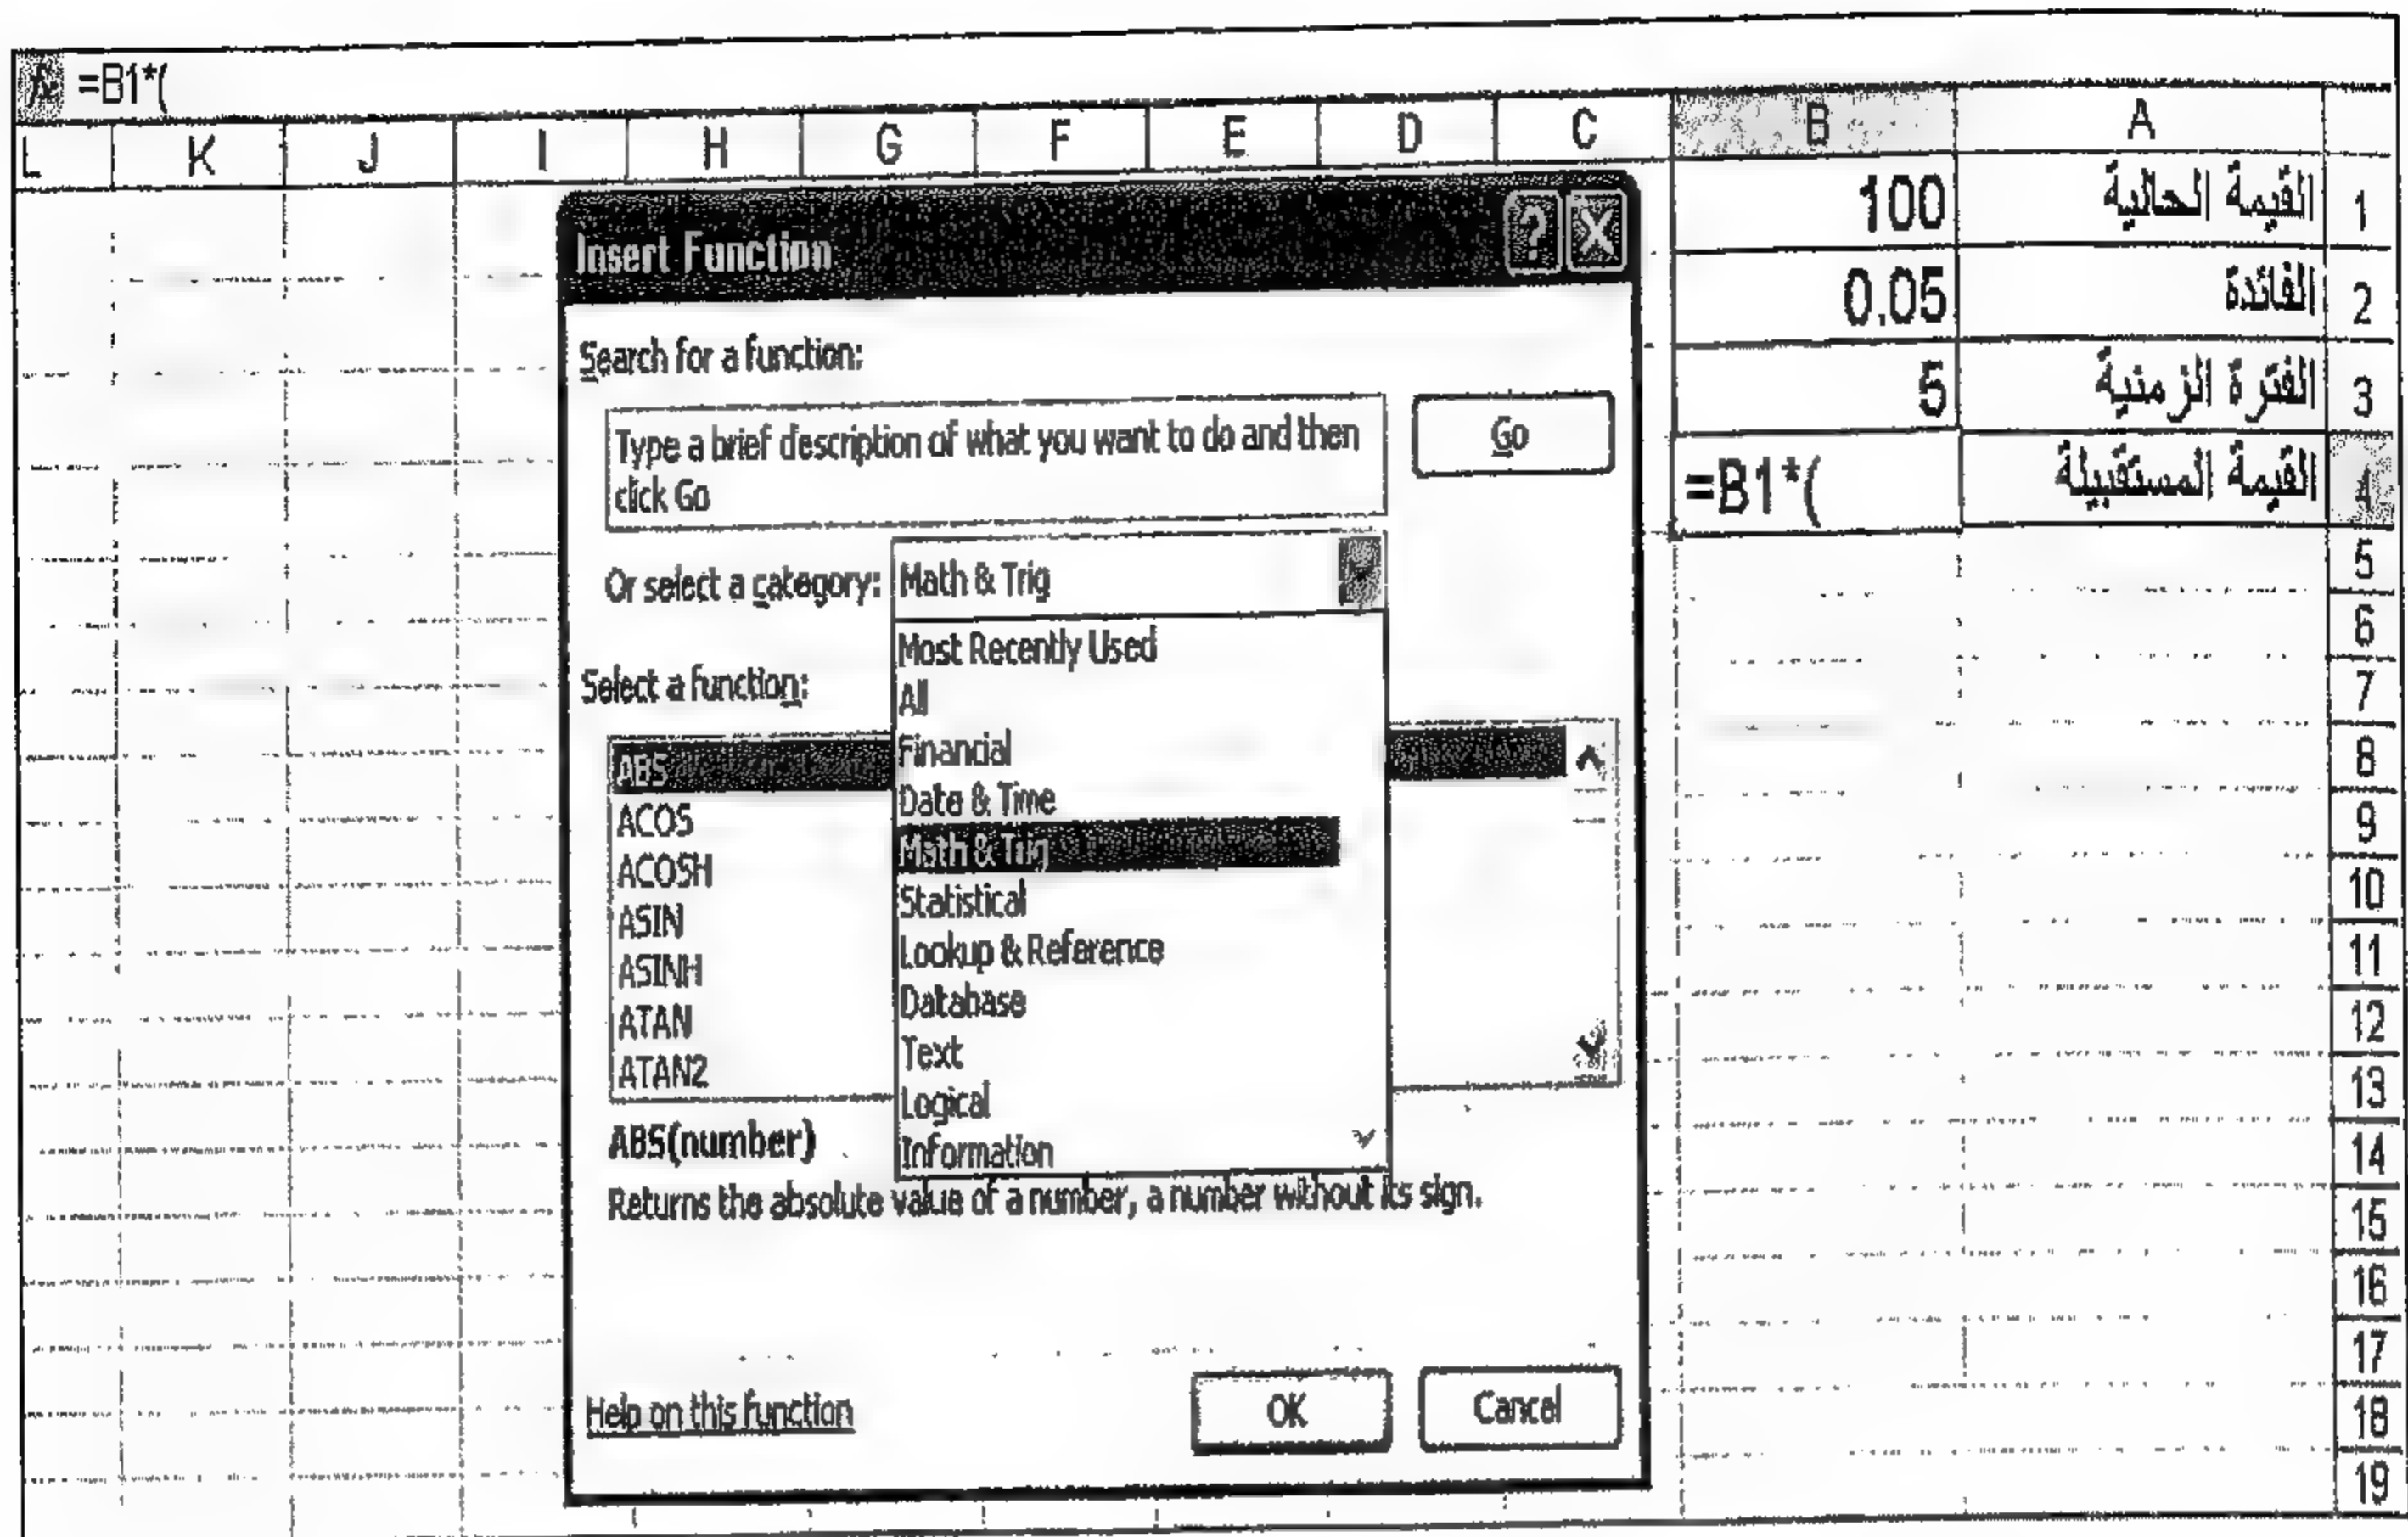 fx =B1*(
A B C D E F G H I J K L
1 القيمة الحالية 100
2 الفائدة 0.05
3 الفترة الزمنية 5
4 القيمة المستقبيلة =B1*(
5
6
7
8
9
10
11
12
13
14
15
16
17
18
19
Insert Function ? X
Search for a function:
Type a brief description of what you want to do and then
click Go
Go
Or select a category: Math & Trig
Most Recently Used
All
Financial
Date & Time
Math & Trig
Statistical
Lookup & Reference
Database
Text
Logical
Information
Select a function:
ABS
ACOS
ACOSH
ASIN
ASINH
ATAN
ATAN2
ABS(number)
Returns the absolute value of a number, a number without its sign.
Help on this function
OK
Cancel